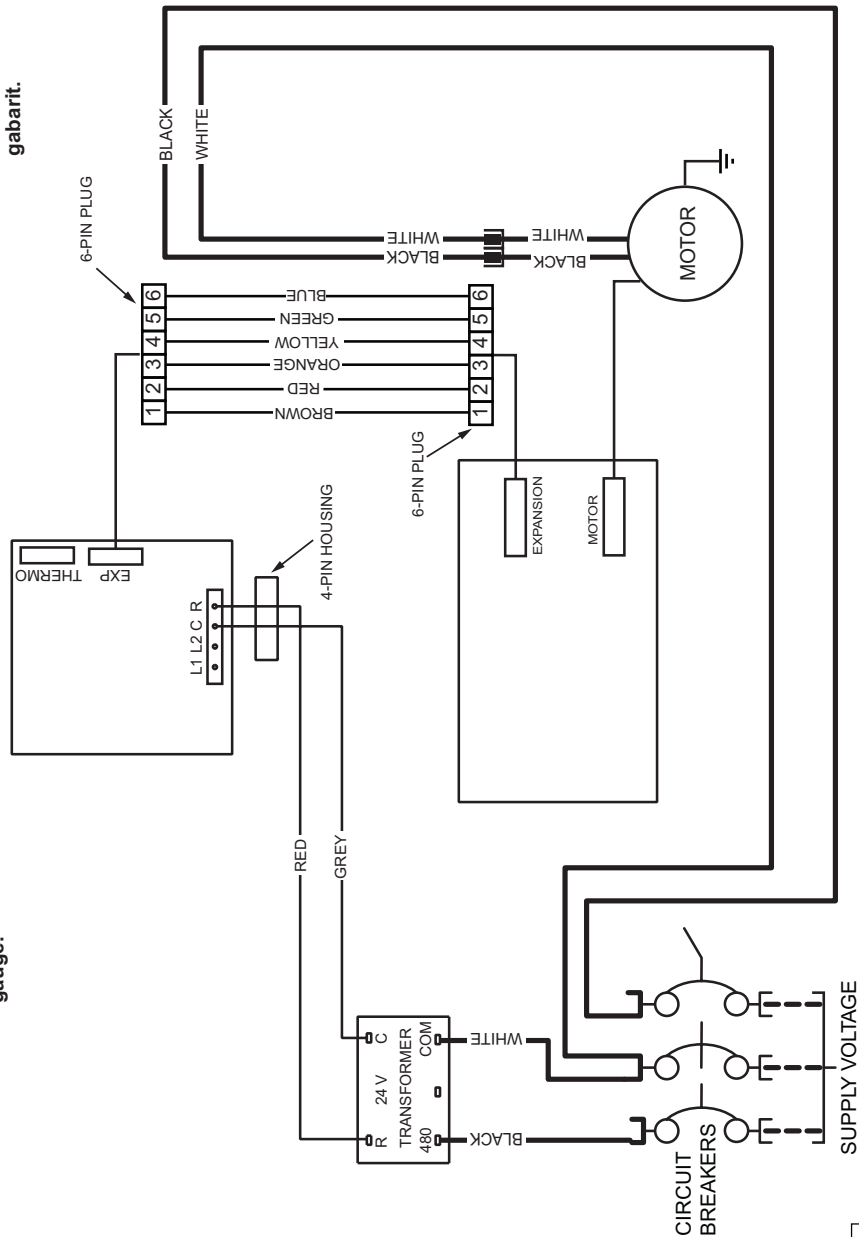 gauge.
gabarit.
BLACK
WHITE
6-PIN PLUG
1 2 3 4 5 6
BROWN
RED
ORANGE
YELLOW
GREEN
BLUE
1 2 3 4 5 6
6-PIN PLUG
BLACK
WHITE
BLACK
WHITE
MOTOR
THERMO
EXP
L1 L2 C R
4-PIN HOUSING
EXPANSION
MOTOR
RED
GREY
R 24 V C
TRANSFORMER
480 COM
BLACK
WHITE
CIRCUIT
BREAKERS
SUPPLY VOLTAGE